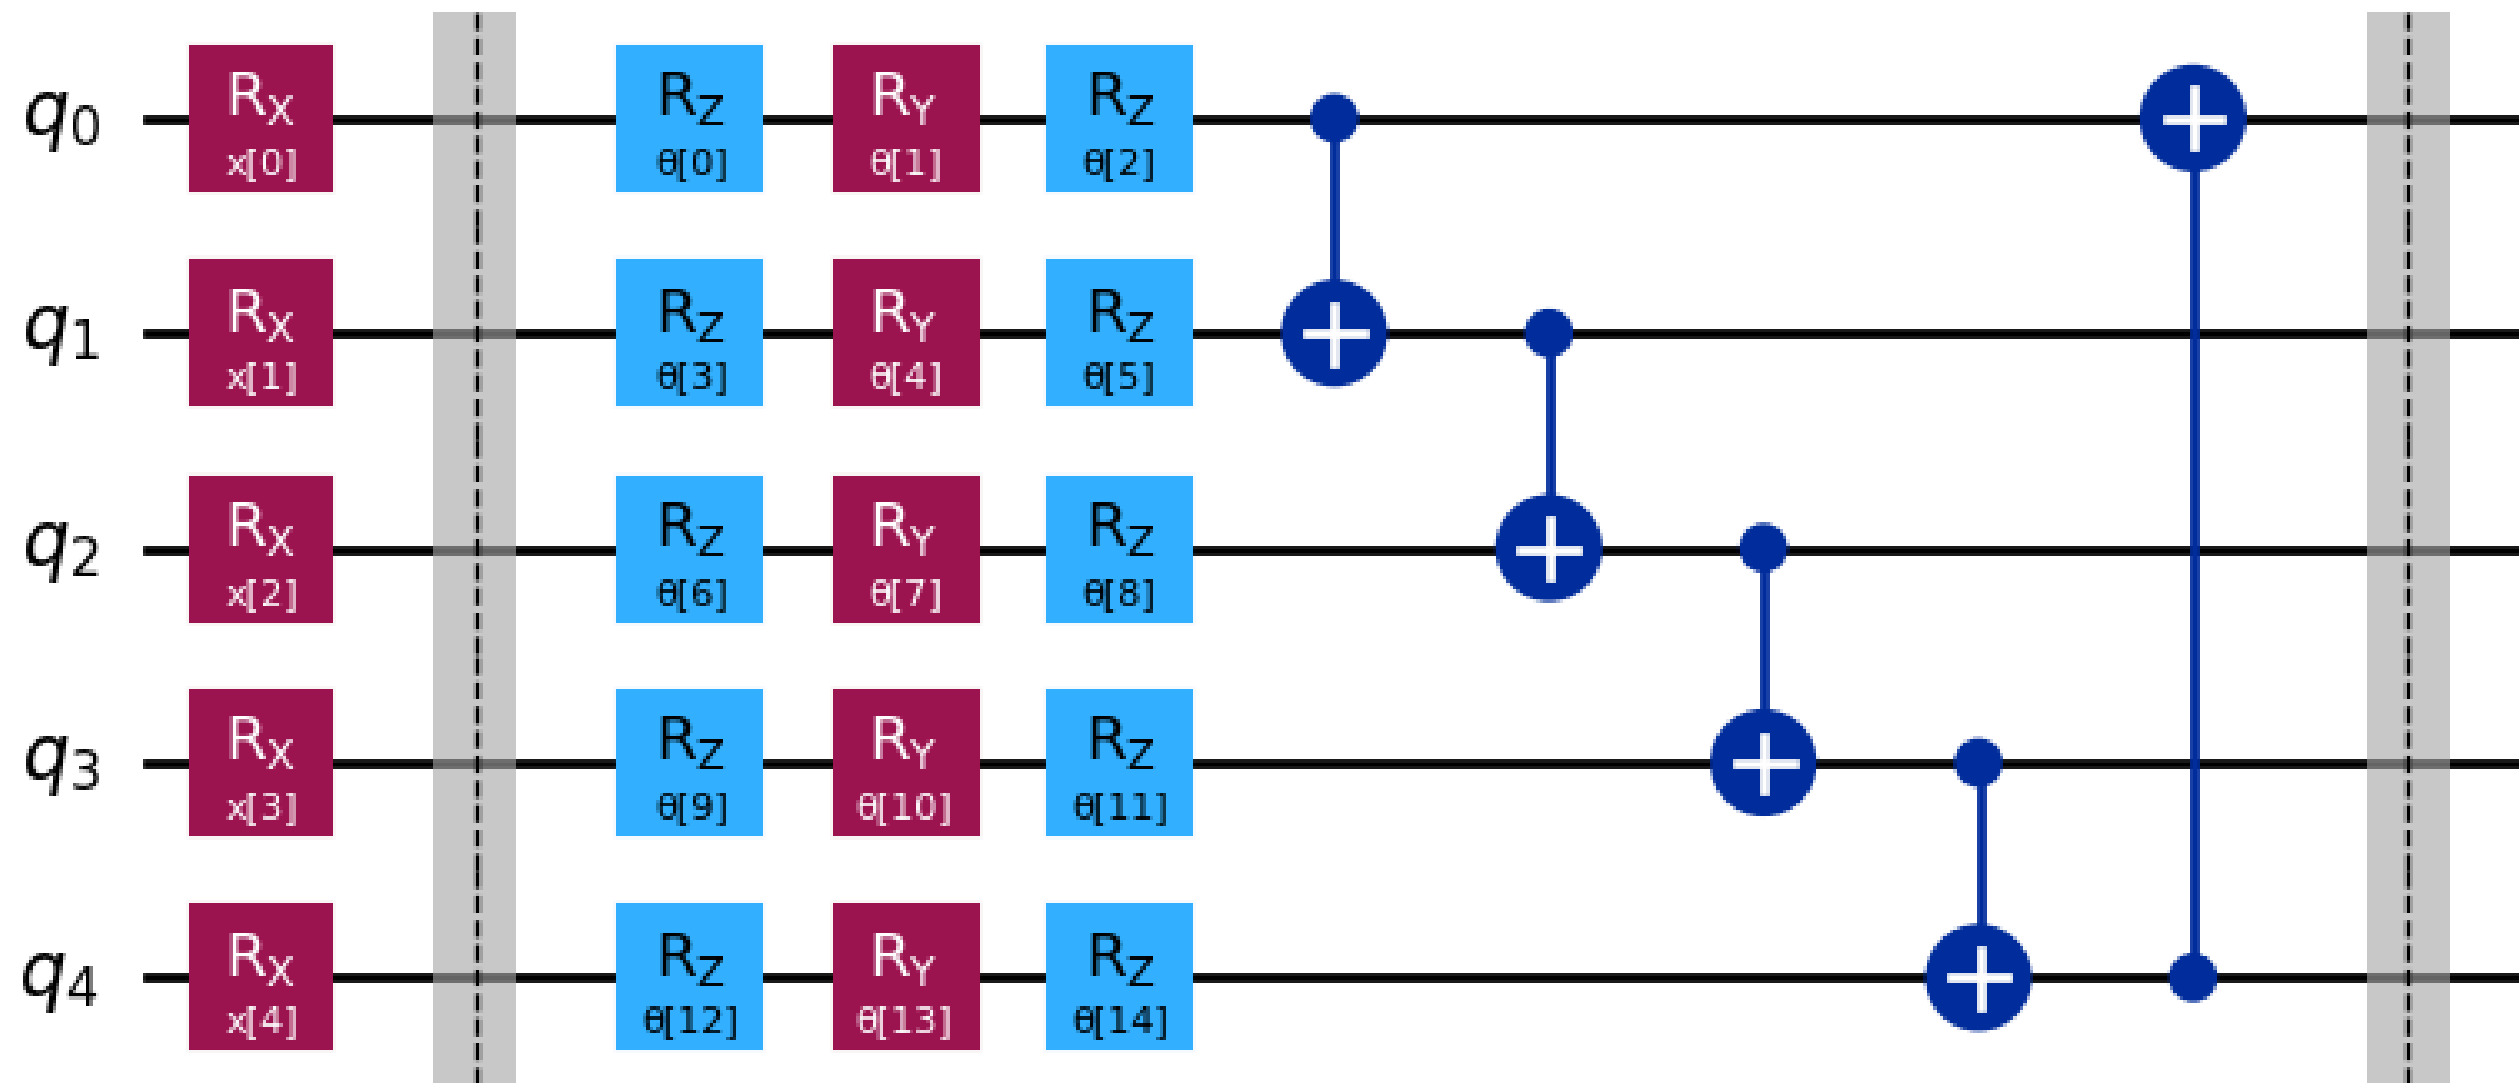 q0 RX RZ RY RZ
x[0] θ[0] θ[1] θ[2]
q1 RX RZ RY RZ
x[1] θ[3] θ[4] θ[5]
q2 RX RZ RY RZ
x[2] θ[6] θ[7] θ[8]
q3 RX RZ RY RZ
x[3] θ[9] θ[10] θ[11]
q4 RX RZ RY RZ
x[4] θ[12] θ[13] θ[14]